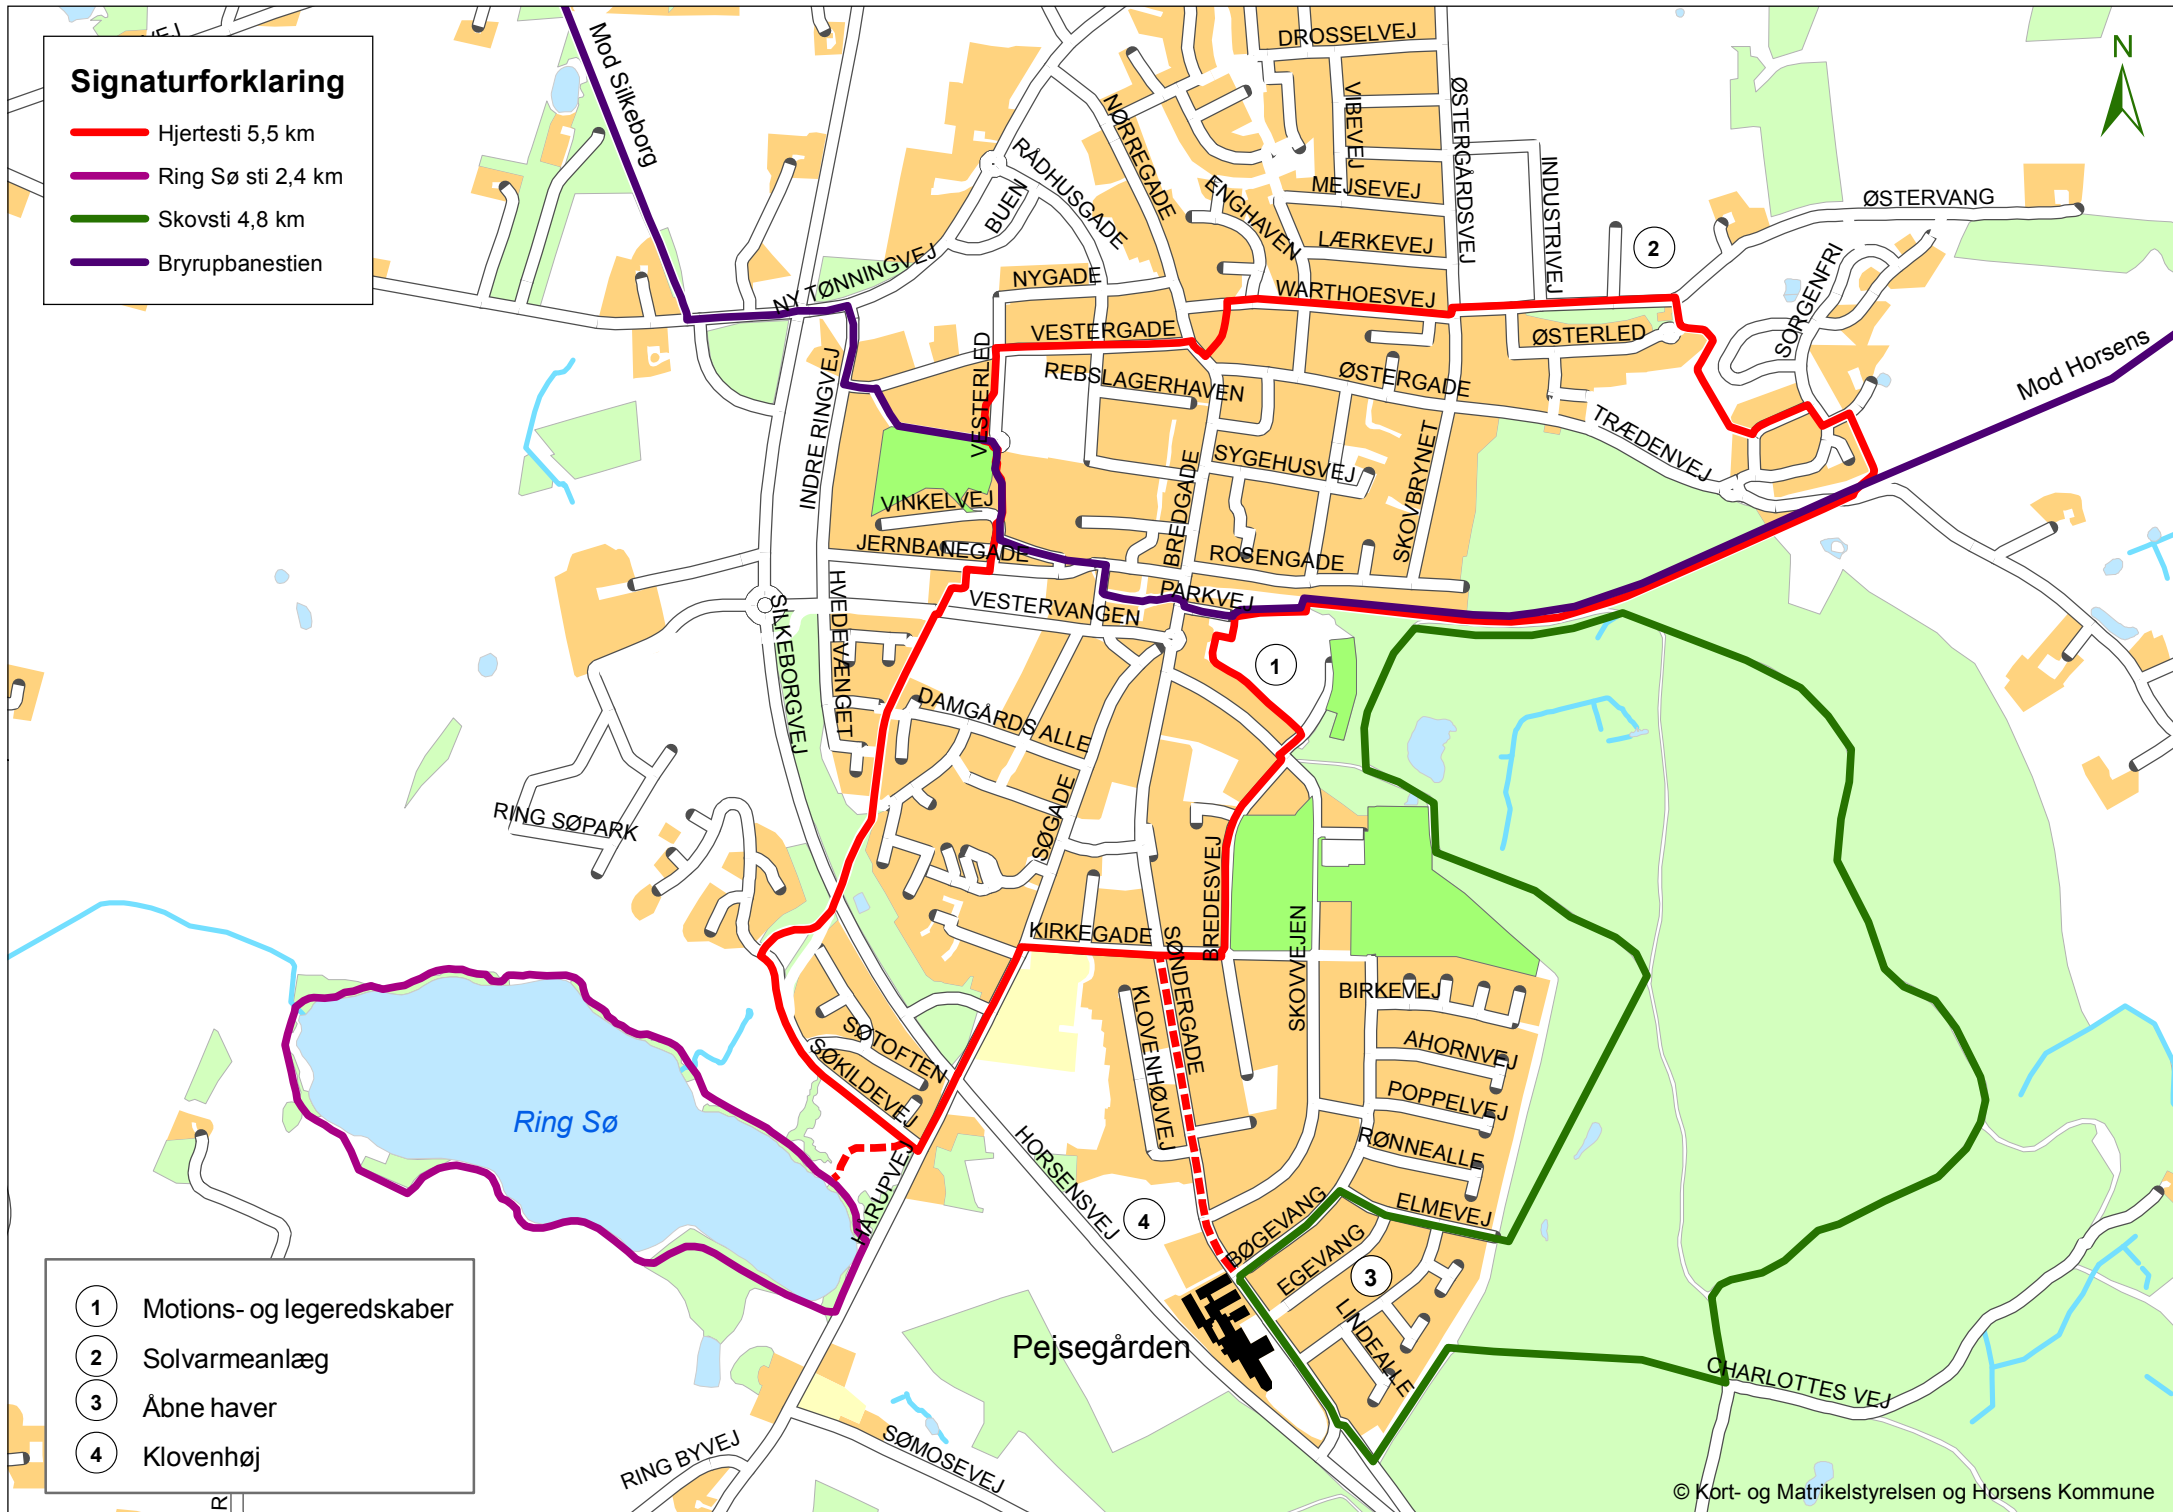 Signaturforklaring
Hjertesti 5,5 km
Ring Sø sti 2,4 km
Skovsti 4,8 km
Bryrupbanestien
Mod Silkeborg
N
DROSSELVEJ
VIBEVEJ
ØSTERGÅRDSVEJ
NØRREGADE
RÅDHUSGADE
BUEN
ENGHAVEN
MEJSEVEJ
INDUSTRIVEJ
LÆRKEVEJ
2
ØSTERVANG
NY TØNNINGVEJ
NYGADE
WARTHOESVEJ
SORGENFRI
VESTERGADE
ØSTERLED
VESTERLED
REBSLAGERHAVEN
ØSTERGADE
Mod Horsens
INDRE RINGVEJ
TRÆDENVEJ
SYGEHUSVEJ
SKOVBRYNET
BREDGADE
VINKELVEJ
JERNBANEGADE
ROSENGADE
PARKVEJ
VESTERVANGEN
HVEDEVÆNGET
SILKEBORGVEJ
1
DAMGÅRDS ALLE
RING SØPARK
SØGADE
BREDESVEJ
KIRKEGADE
SØNDERGADE
SKOVVEJEN
KLOVENHØJVEJ
BIRKEVEJ
AHORNVEJ
POPPELVEJ
RØNNEALLE
ELMEVEJ
SØTOFTEN
SØKILDEVEJ
Ring Sø
HÅRUPVEJ
HORSENSVEJ
4
BØGEVANG
EGEVANG
3
LINDEALLE
Pejsegården
CHARLOTTES VEJ
SØMOSEVEJ
RING BYVEJ
1 Motions- og legeredskaber
2 Solvarmeanlæg
3 Åbne haver
4 Klovenhøj
© Kort- og Matrikelstyrelsen og Horsens Kommune